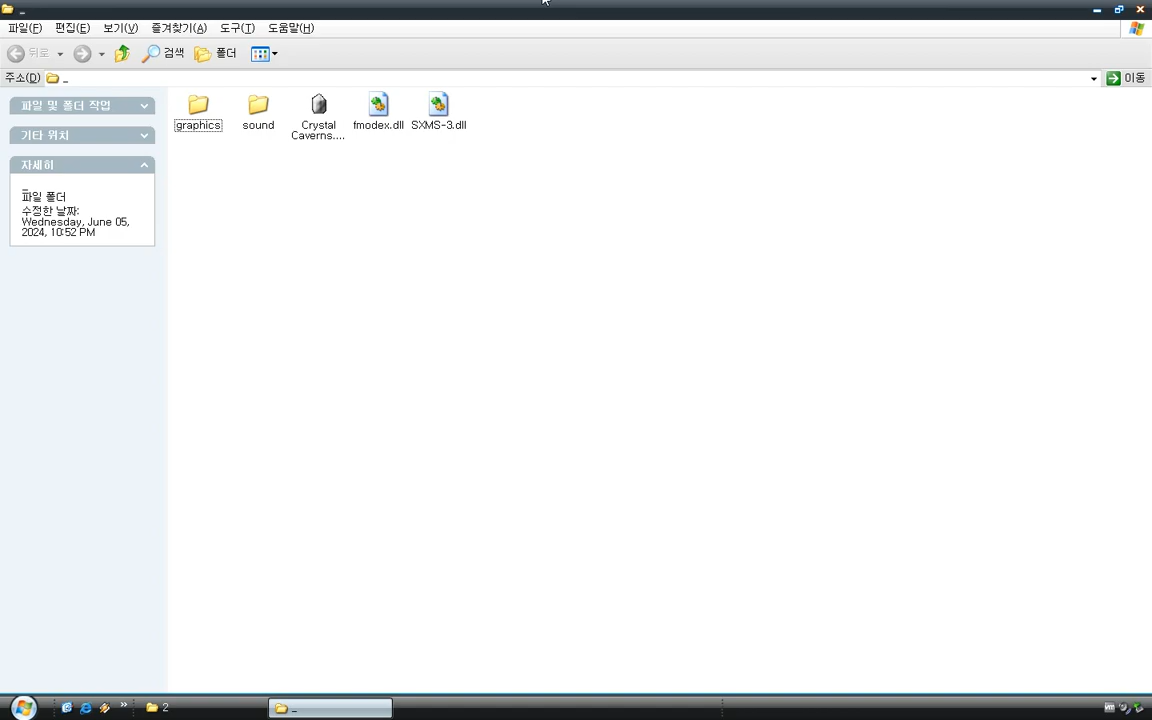 _
파일(F) 편집(E) 보기(V) 즐겨찾기(A) 도구(T) 도움말(H)
뒤로 검색 폴더
주소(D) _ 이동
파일 및 폴더 작업
기타 위치
자세히
_
파일 폴더
수정한 날짜:
Wednesday, June 05,
2024, 10:52 PM
graphics
sound
Crystal
Caverns....
fmodex.dll
SXMS-3.dll
2
_